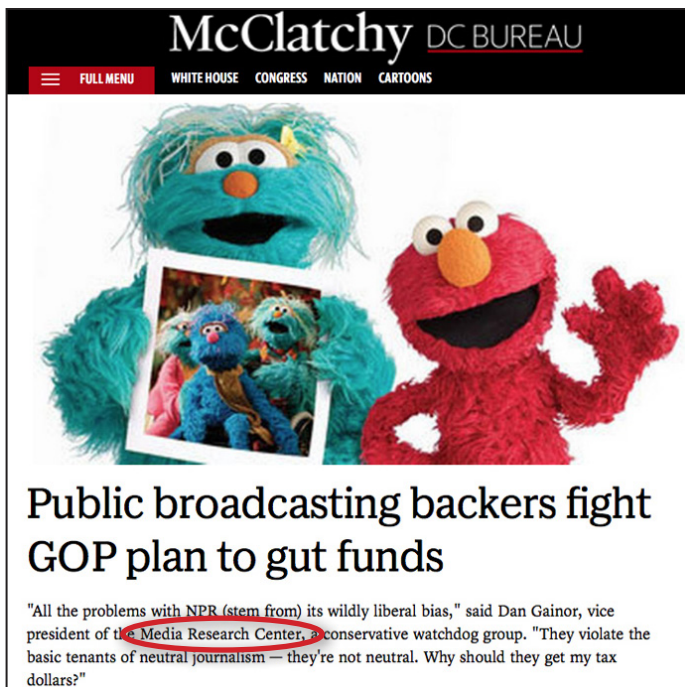 McClatchy DC BUREAU
FULL MENU WHITE HOUSE CONGRESS NATION CARTOONS
Public broadcasting backers fight
GOP plan to gut funds
"All the problems with NPR (stem from) its wildly liberal bias," said Dan Gainor, vice
president of the Media Research Center, a conservative watchdog group. "They violate the
basic tenants of neutral journalism — they're not neutral. Why should they get my tax
dollars?"